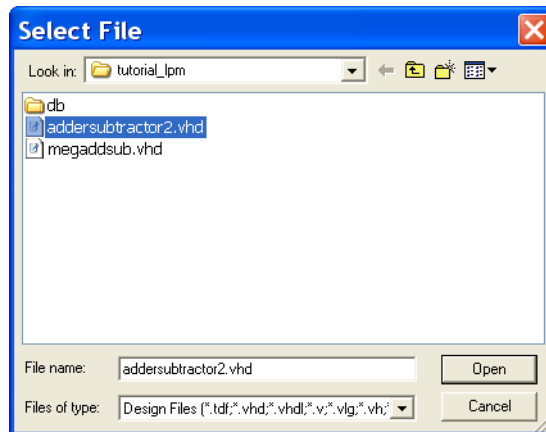 Select File
Look in: tutorial_lpm
db
addersubtractor2.vhd
megaddsub.vhd
File name: addersubtractor2.vhd Open
Files of type: Design Files (*.tdf;*.vhd;*.vhdl;*.v;*.vlg;*.vh;* Cancel